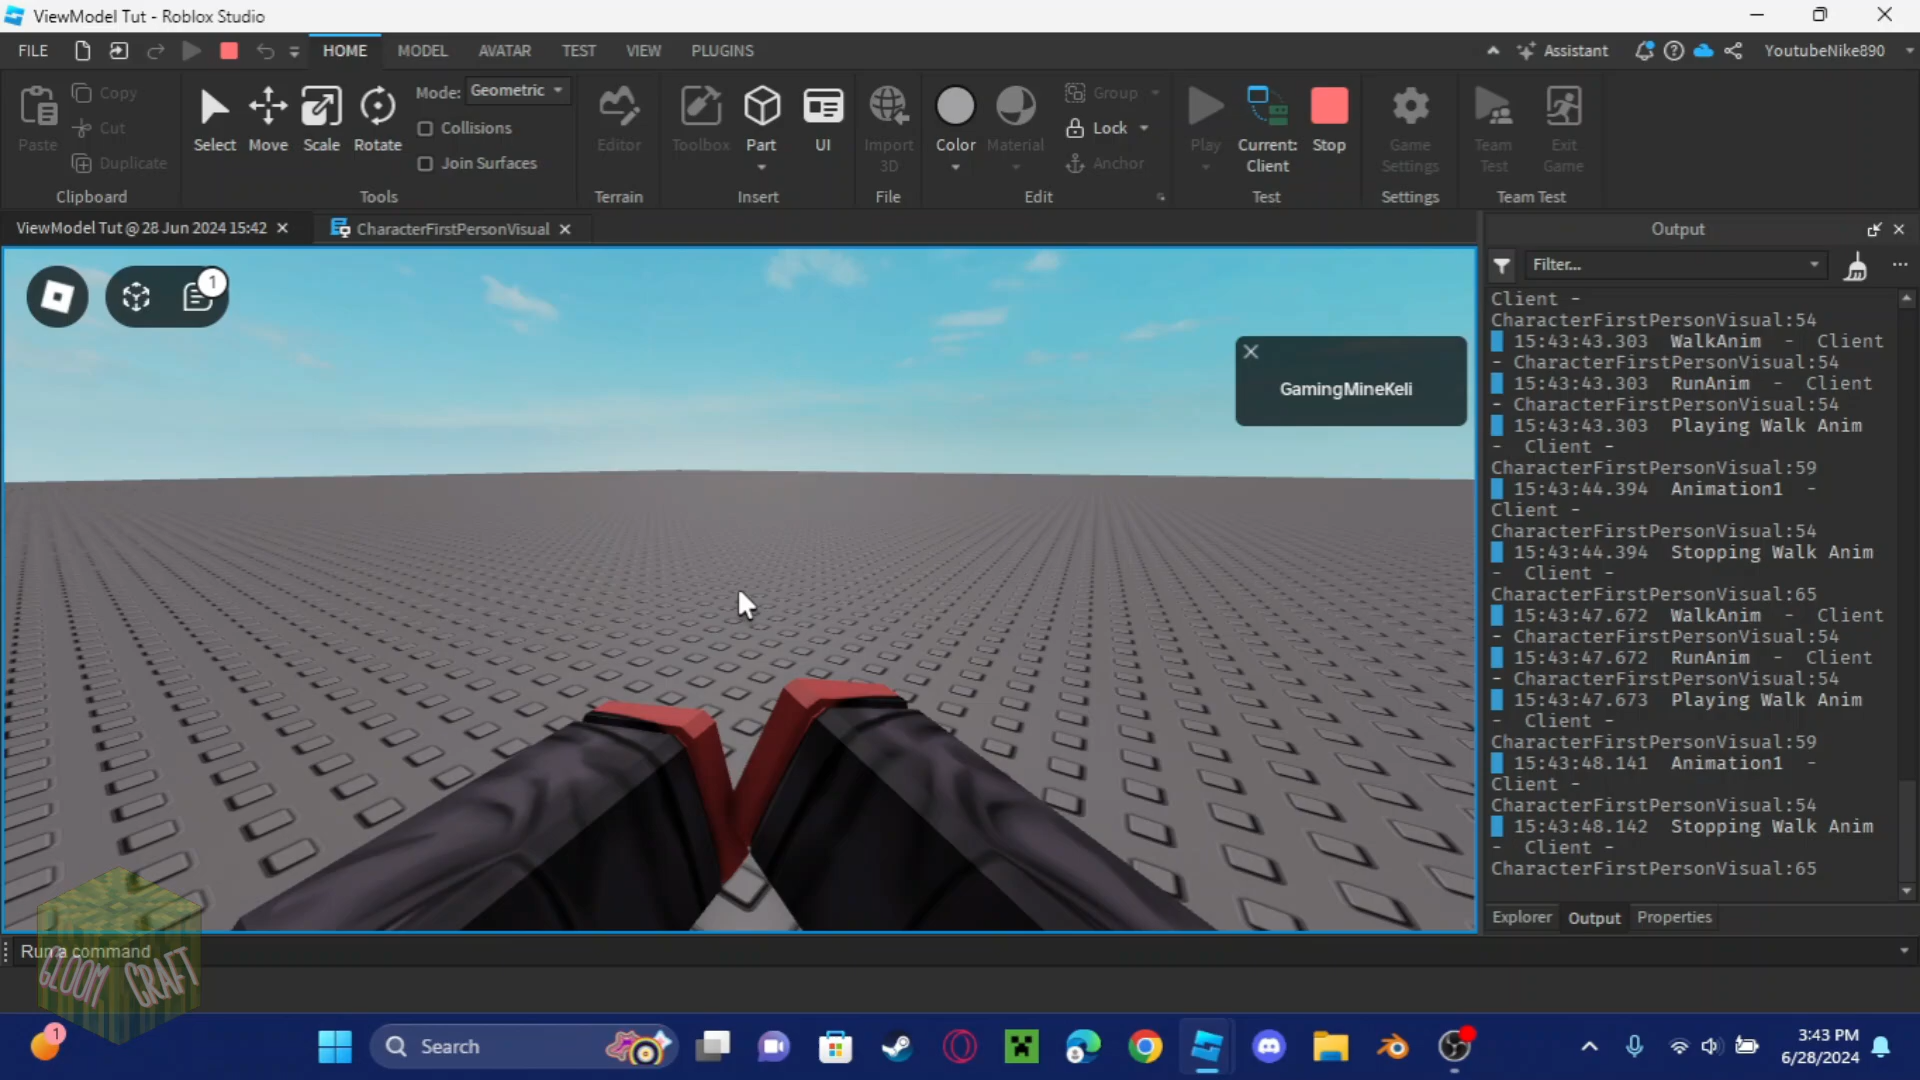 ViewModel Tut - Roblox Studio
FILE HOME MODEL AVATAR TEST VIEW PLUGINS Assistant YoutubeNike890
Paste Copy Cut Duplicate
Select Move Scale Rotate
Mode: Geometric
Collisions
Join Surfaces
Editor Toolbox Part UI Import 3D
Color Material Group Lock Anchor
Play Current: Client Stop
Game Settings Team Test Exit Game
Clipboard Tools Terrain Insert File Edit Test Settings Team Test
ViewModel Tut @ 28 Jun 2024 15:42 CharacterFirstPersonVisual
1
GamingMineKeli
Output
Filter...
Client -
CharacterFirstPersonVisual:54
15:43:43.303 WalkAnim - Client
- CharacterFirstPersonVisual:54
15:43:43.303 RunAnim - Client
- CharacterFirstPersonVisual:54
15:43:43.303 Playing Walk Anim
- Client -
CharacterFirstPersonVisual:59
15:43:44.394 Animation1 -
Client -
CharacterFirstPersonVisual:54
15:43:44.394 Stopping Walk Anim
- Client -
CharacterFirstPersonVisual:65
15:43:47.672 WalkAnim - Client
- CharacterFirstPersonVisual:54
15:43:47.672 RunAnim - Client
- CharacterFirstPersonVisual:54
15:43:47.673 Playing Walk Anim
- Client -
CharacterFirstPersonVisual:59
15:43:48.141 Animation1 -
Client -
CharacterFirstPersonVisual:54
15:43:48.142 Stopping Walk Anim
- Client -
CharacterFirstPersonVisual:65
Explorer Output Properties
Run a command
GLOOM CRAFT
1
Search
3:43 PM
6/28/2024